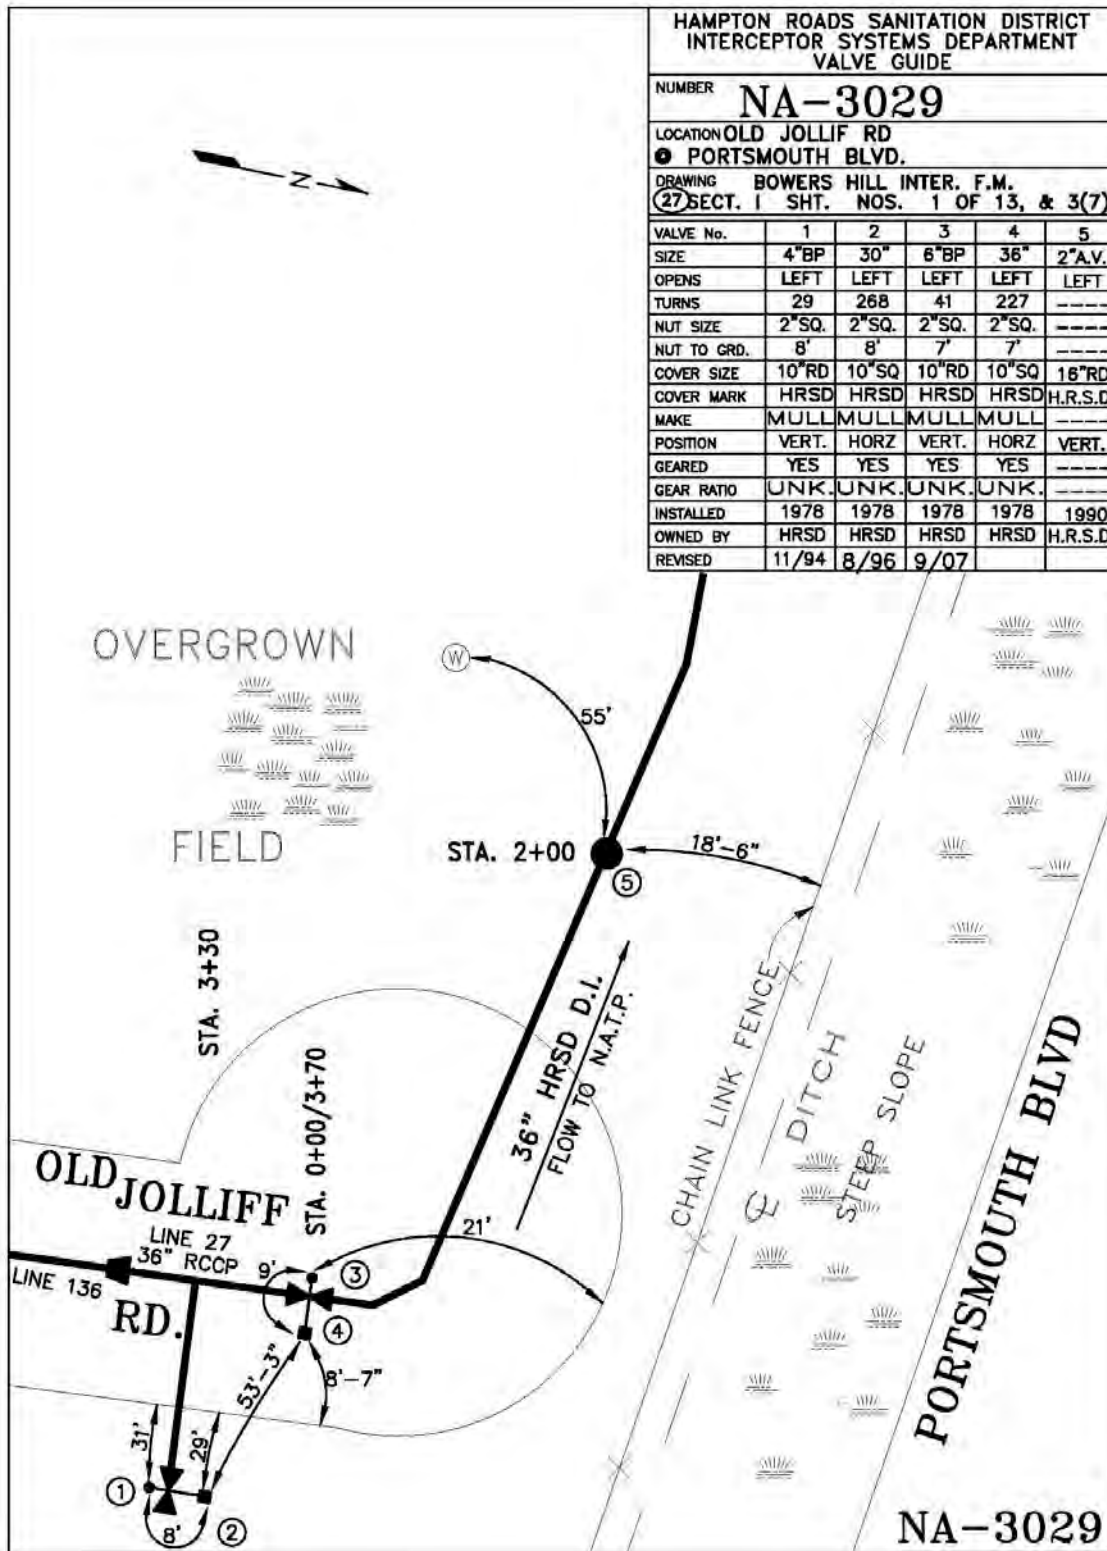 HAMPTON ROADS SANITATION DISTRICT
INTERCEPTOR SYSTEMS DEPARTMENT
VALVE GUIDE
NUMBER NA-3029
LOCATION OLD JOLLIF RD
@ PORTSMOUTH BLVD.
DRAWING BOWERS HILL INTER. F.M.
27 SECT. I SHT. NOS. 1 OF 13, & 3(7)
VALVE No. 1 2 3 4 5
SIZE 4"BP 30" 6"BP 36" 2"A.V.
OPENS LEFT LEFT LEFT LEFT LEFT
TURNS 29 268 41 227 ----
NUT SIZE 2"SQ. 2"SQ. 2"SQ. 2"SQ. ----
NUT TO GRD. 8' 8' 7' 7' ----
COVER SIZE 10"RD 10"SQ 10"RD 10"SQ 16"RD
COVER MARK HRSD HRSD HRSD HRSD H.R.S.D
MAKE MULL MULL MULL MULL ----
POSITION VERT. HORZ VERT. HORZ VERT.
GEARED YES YES YES YES ----
GEAR RATIO UNK. UNK. UNK. UNK. ----
INSTALLED 1978 1978 1978 1978 1990
OWNED BY HRSD HRSD HRSD HRSD H.R.S.D
REVISED 11/94 8/96 9/07
N
OVERGROWN
FIELD
W
55'
STA. 2+00
5
18'-6"
STA. 3+30
STA. 0+00/3+70
36" HRSD D.I.
FLOW TO N.A.T.P.
CHAIN LINK FENCE
℄ DITCH
STEEP SLOPE
PORTSMOUTH BLVD
OLD JOLLIFF
RD.
LINE 27
36" RCCP
LINE 136
9'
3
21'
4
8'-7"
53'-3"
31'
29'
1
8'
2
NA-3029